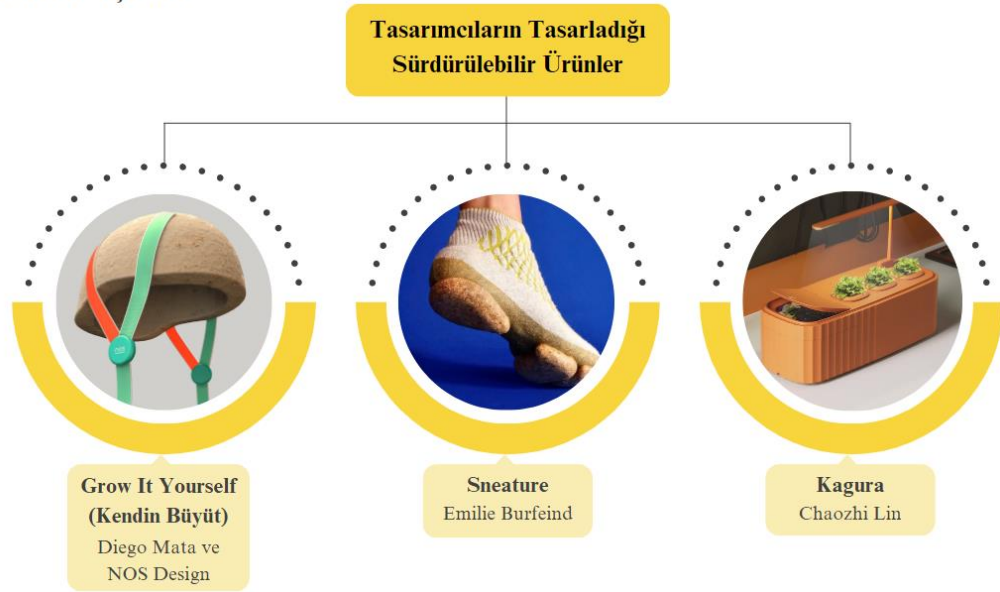 Tasarımcıların Tasarladığı
Sürdürülebilir Ürünler
Grow It Yourself
(Kendin Büyüt)
Diego Mata ve
NOS Design
Sneature
Emilie Burfeind
Kagura
Chaozhi Lin